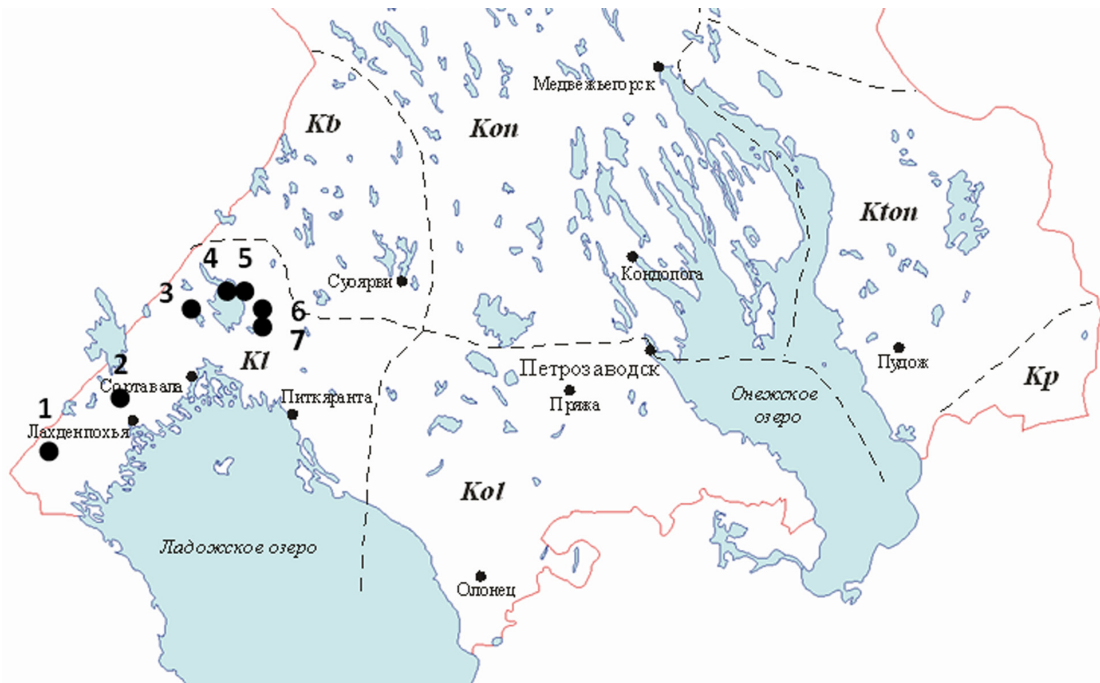 Медвежьегорск
Kb
Kon
Kton
4
5
Суоярви
Кондопога
3
6
7
Kl
2
Сортавала
Петрозаводск
Пудож
Kp
Питкяранта
Пряжа
Онежское
озеро
1
Лахденпохья
Kol
Ладожское озеро
Олонец